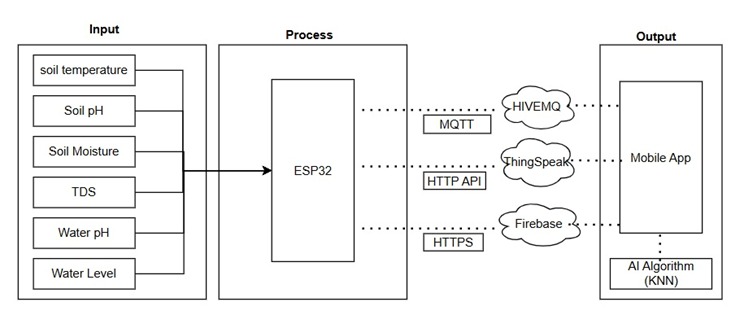 Input
soil temperature
Soil pH
Soil Moisture
TDS
Water pH
Water Level
Process
ESP32
MQTT
HTTP API
HTTPS
HIVEMQ
ThingSpeak
Firebase
Output
Mobile App
AI Algorithm
(KNN)